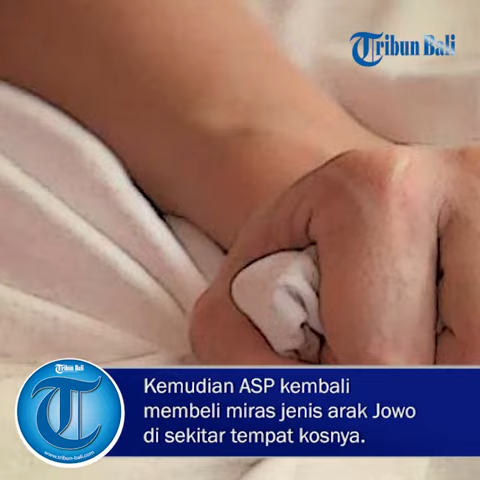 Tribun Bali
Tribun Bali
T
www.tribun-bali.com
Kemudian ASP kembali
membeli miras jenis arak Jowo
di sekitar tempat kosnya.